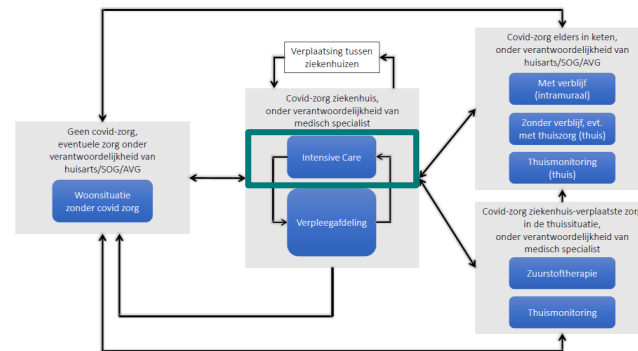 Verplaatsing tussen
ziekenhuizen
Covid-zorg elders in keten,
onder verantwoordelijkheid van
huisarts/SOG/AVG
Met verblijf
(intramuraal)
Zonder verblijf, evt.
met thuiszorg (thuis)
Thuismonitoring
(thuis)
Covid-zorg ziekenhuis,
onder verantwoordelijkheid van
medisch specialist
Intensive Care
Verpleegafdeling
Geen covid-zorg,
eventuele zorg onder
verantwoordelijkheid van
huisarts/SOG/AVG
Woonsituatie
zonder covid zorg
Covid-zorg ziekenhuis-verplaatste zorg
in de thuissituatie,
onder verantwoordelijkheid van
medisch specialist
Zuurstoftherapie
Thuismonitoring